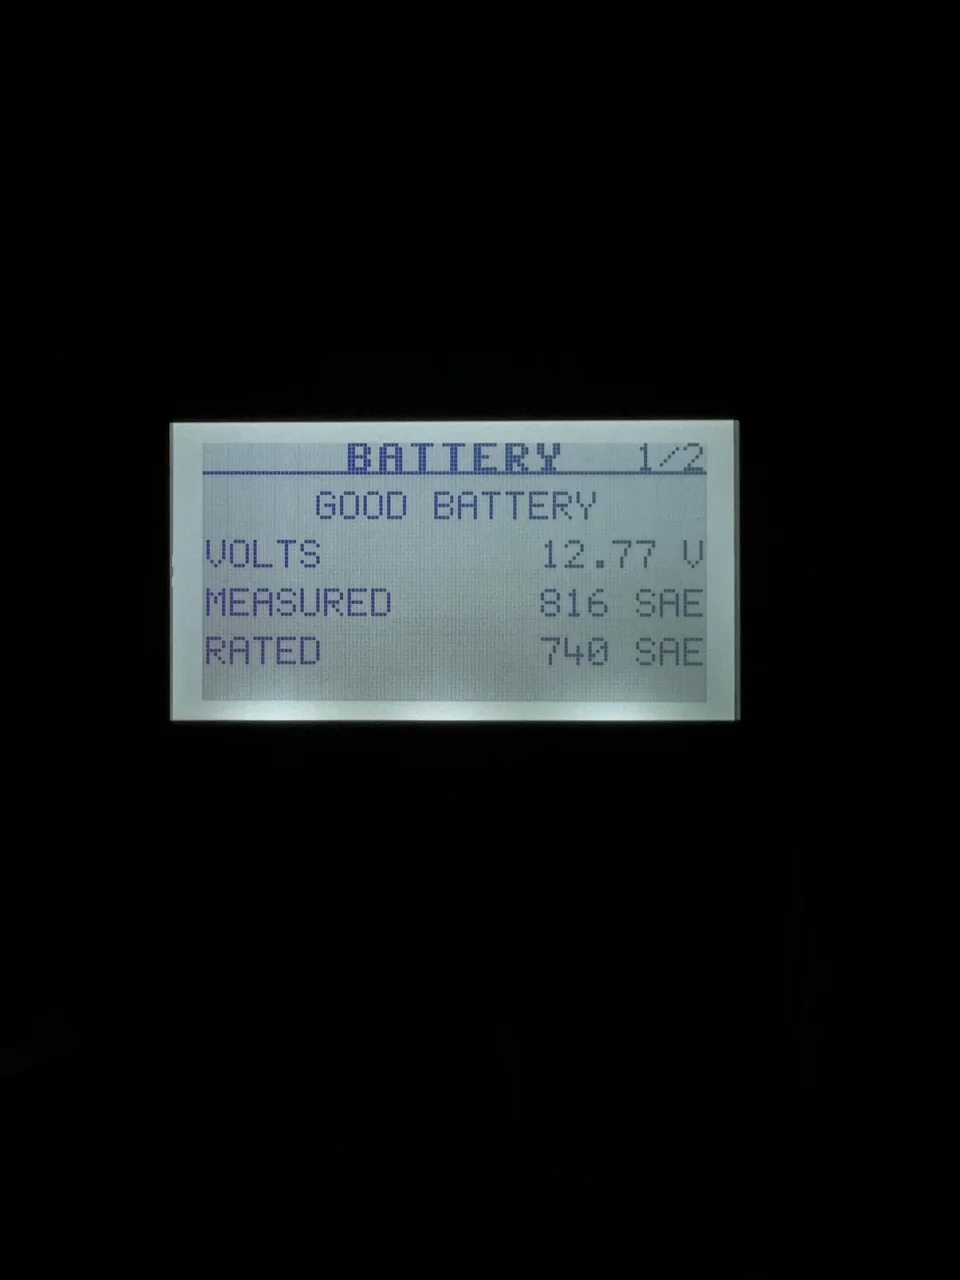 BATTERY 1/2
GOOD BATTERY
VOLTS 12.77 V
MEASURED 816 SAE
RATED 740 SAE